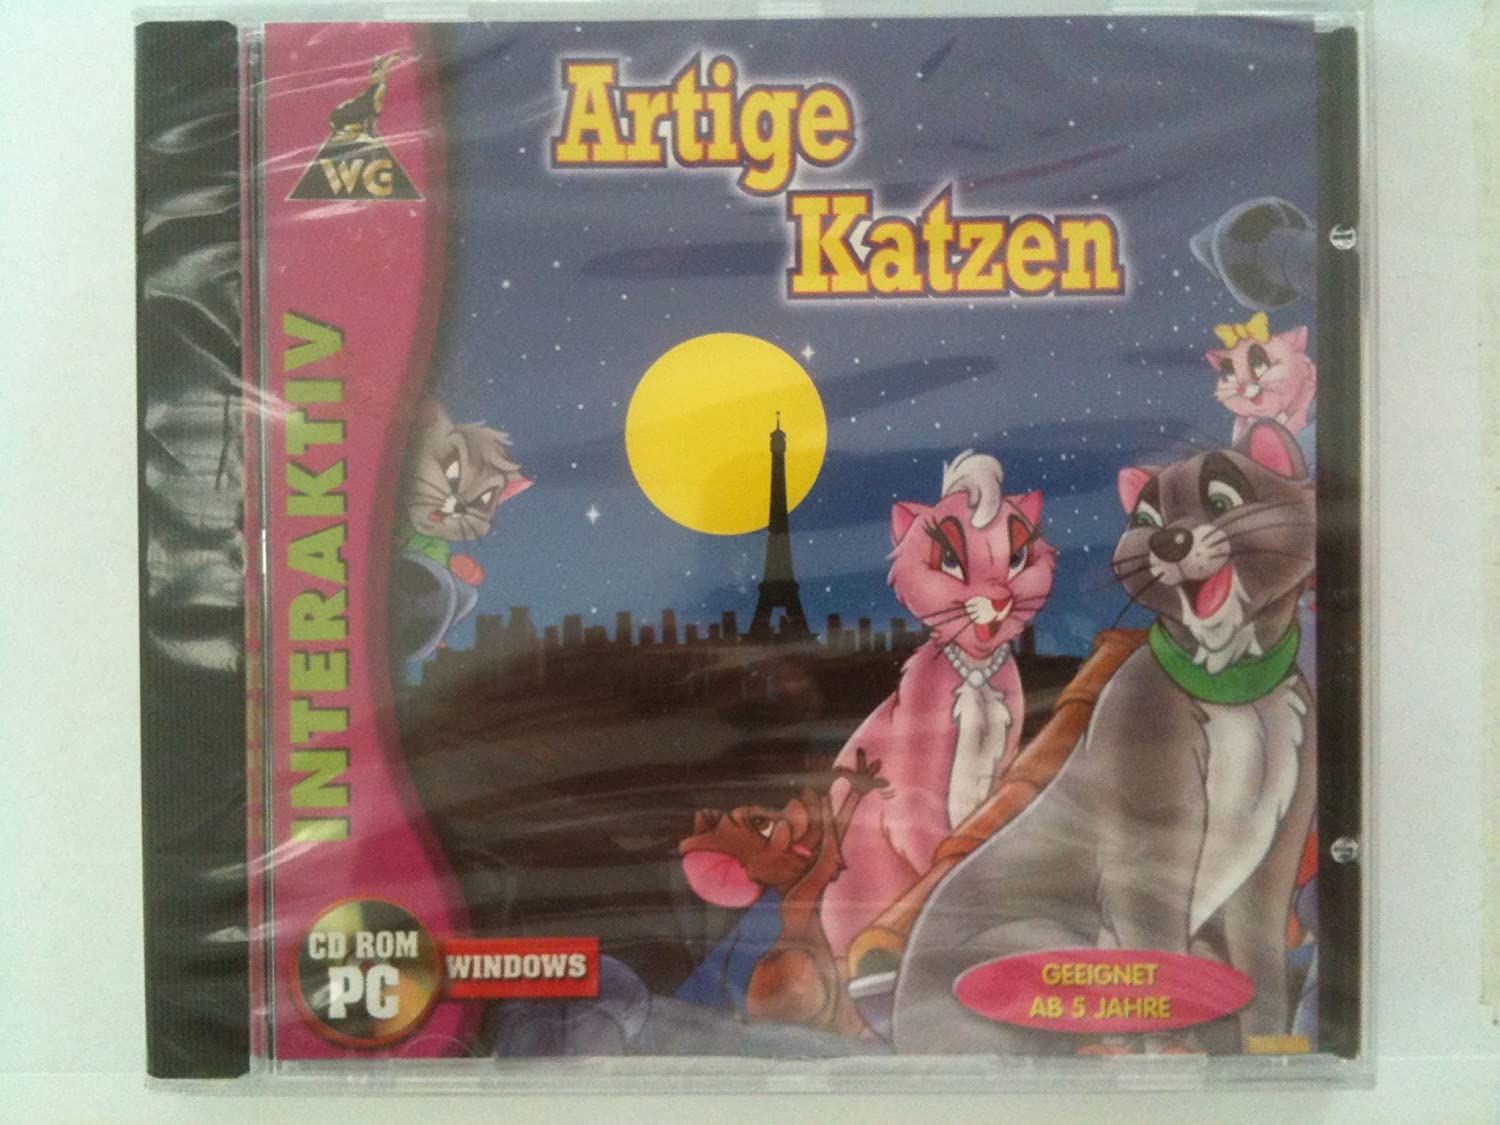 Artige
Katzen
WG
INTERAKTIV
CD ROM
PC
WINDOWS
GEEIGNET
AB 5 JAHRE